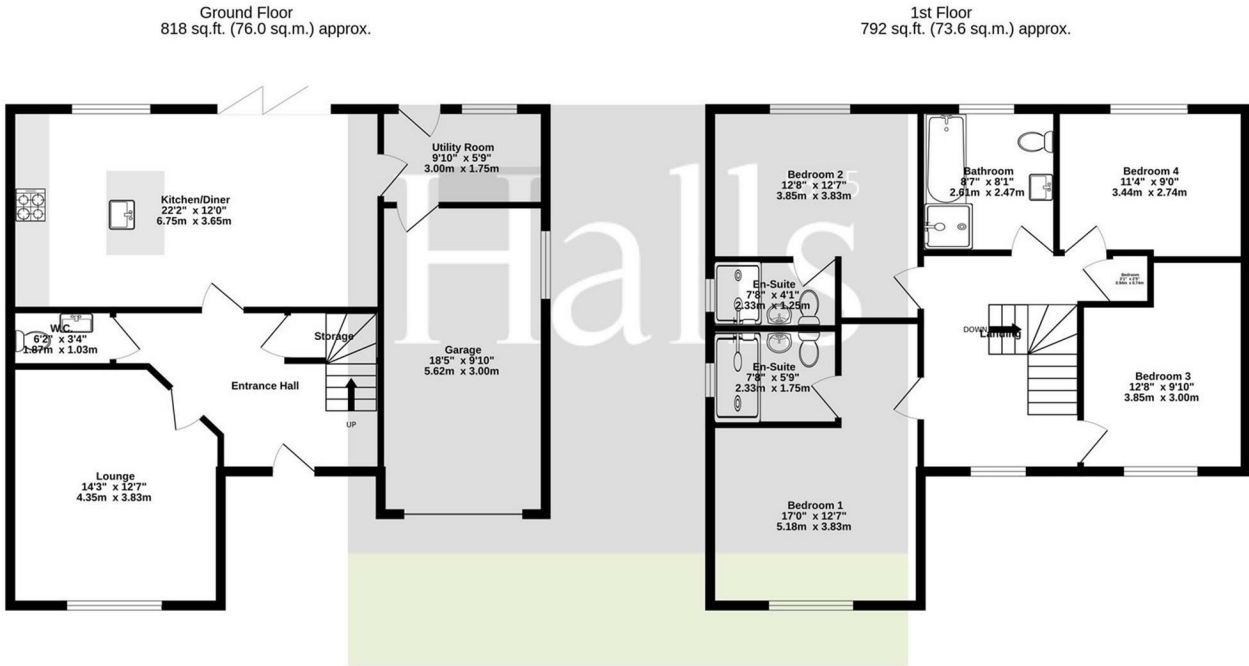 Ground Floor
818 sq.ft. (76.0 sq.m.) approx.
1st Floor
792 sq.ft. (73.6 sq.m.) approx.
Halls
Kitchen/Diner
22'2" x 12'0"
6.75m x 3.65m
Utility Room
9'10" x 5'9"
3.00m x 1.75m
W.C.
6'2" x 3'4"
1.87m x 1.03m
Storage
Entrance Hall
UP
Garage
18'5" x 9'10"
5.62m x 3.00m
Lounge
14'3" x 12'7"
4.35m x 3.83m
Bedroom 2
12'8" x 12'7"
3.85m x 3.83m
Bathroom
8'7" x 8'1"
2.61m x 2.47m
Bedroom 4
11'4" x 9'0"
3.44m x 2.74m
En-Suite
7'8" x 4'1"
2.33m x 1.25m
Bedroom
DOWN
Landing
En-Suite
7'8" x 5'9"
2.33m x 1.75m
Bedroom 3
12'8" x 9'10"
3.85m x 3.00m
Bedroom 1
17'0" x 12'7"
5.18m x 3.83m